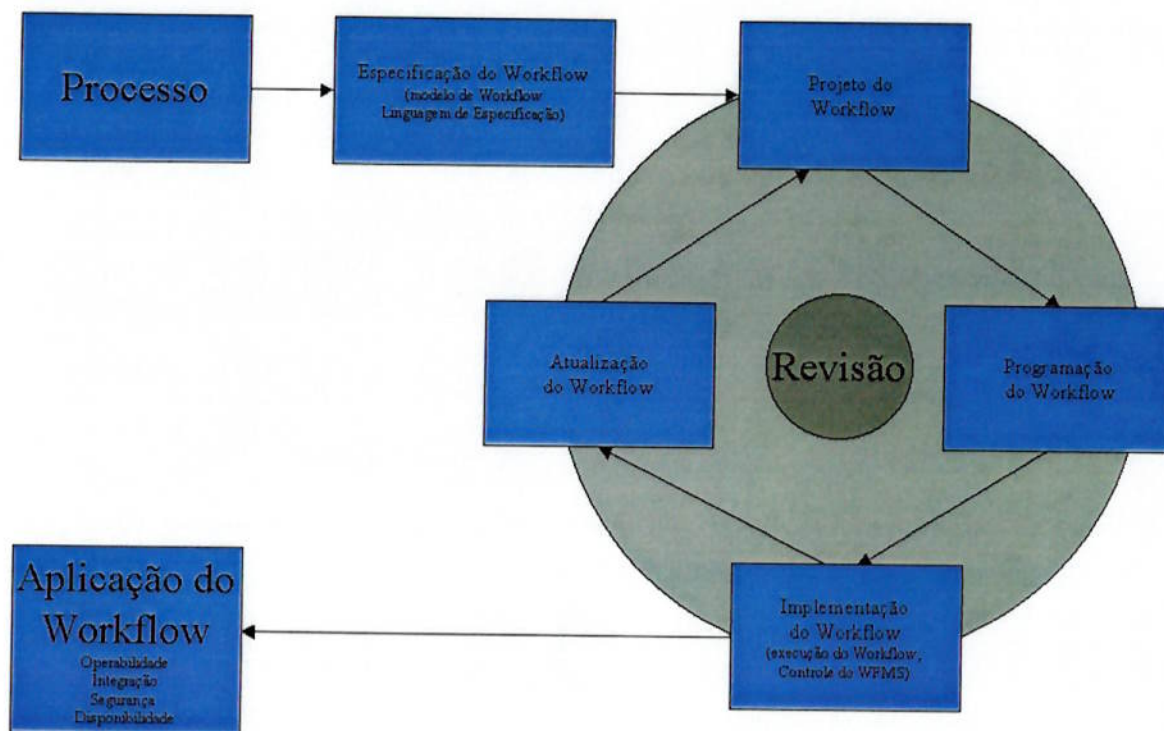 Processo
Especificação do Workflow
(modelo de Workflow
Linguagem de Especificação)
Projeto do
Workflow
Atualização
do Workflow
Revisão
Programação
do Workflow
Implementação
do Workflow
(execução do Workflow,
Controle do WFMS)
Aplicação do
Workflow
Operabilidade
Integração
Segurança
Disponibilidade